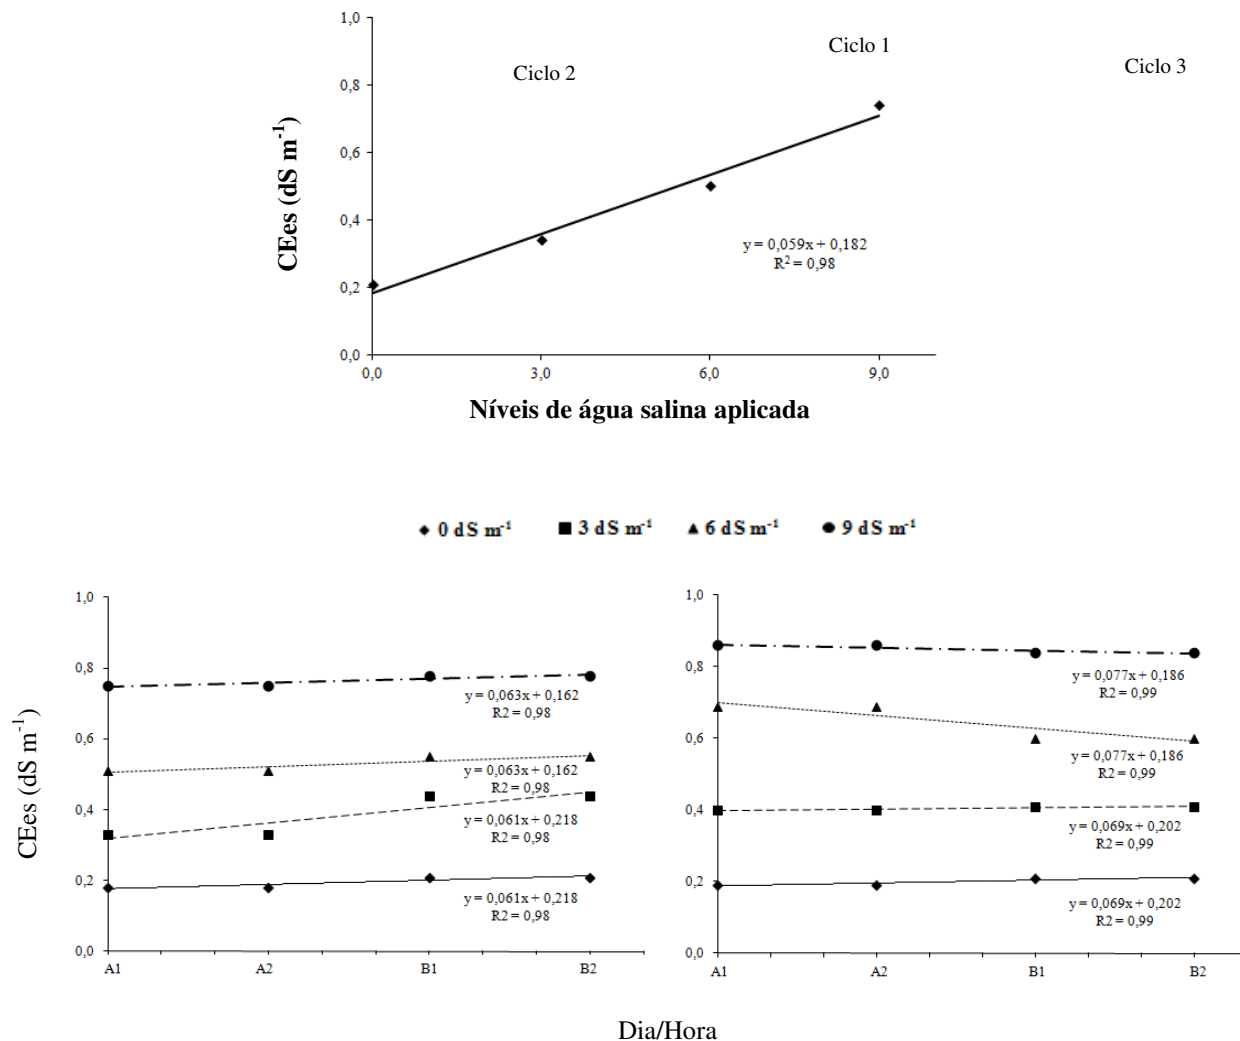 1,0
0,8
0,6
0,4
0,2
0,0
CEes (dS m⁻¹)
Ciclo 2
Ciclo 1
Ciclo 3
y = 0,059x + 0,182
R² = 0,98
0,0 3,0 6,0 9,0
Níveis de água salina aplicada
0 dS m⁻¹ 3 dS m⁻¹ 6 dS m⁻¹ 9 dS m⁻¹
CEes (dS m⁻¹)
1,0
0,8
0,6
0,4
0,2
0,0
y = 0,063x + 0,162
R2 = 0,98
y = 0,063x + 0,162
R2 = 0,98
y = 0,061x + 0,218
R2 = 0,98
y = 0,061x + 0,218
R2 = 0,98
A1 A2 B1 B2
1,0
0,8
0,6
0,4
0,2
0,0
y = 0,077x + 0,186
R2 = 0,99
y = 0,077x + 0,186
R2 = 0,99
y = 0,069x + 0,202
R2 = 0,99
y = 0,069x + 0,202
R2 = 0,99
A1 A2 B1 B2
Dia/Hora